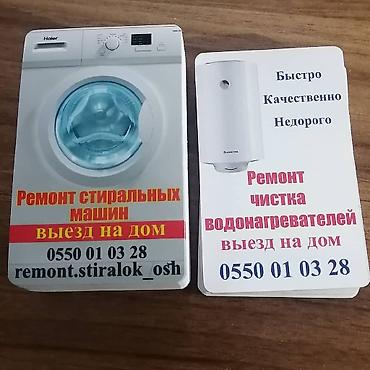 Haier
Ремонт стиральных
машин
выезд на дом
0550 01 03 28
remont.stiralok_osh
Быстро
Качественно
Недорого
Ремонт
чистка
водонагревателей
выезд на дом
0550 01 03 28